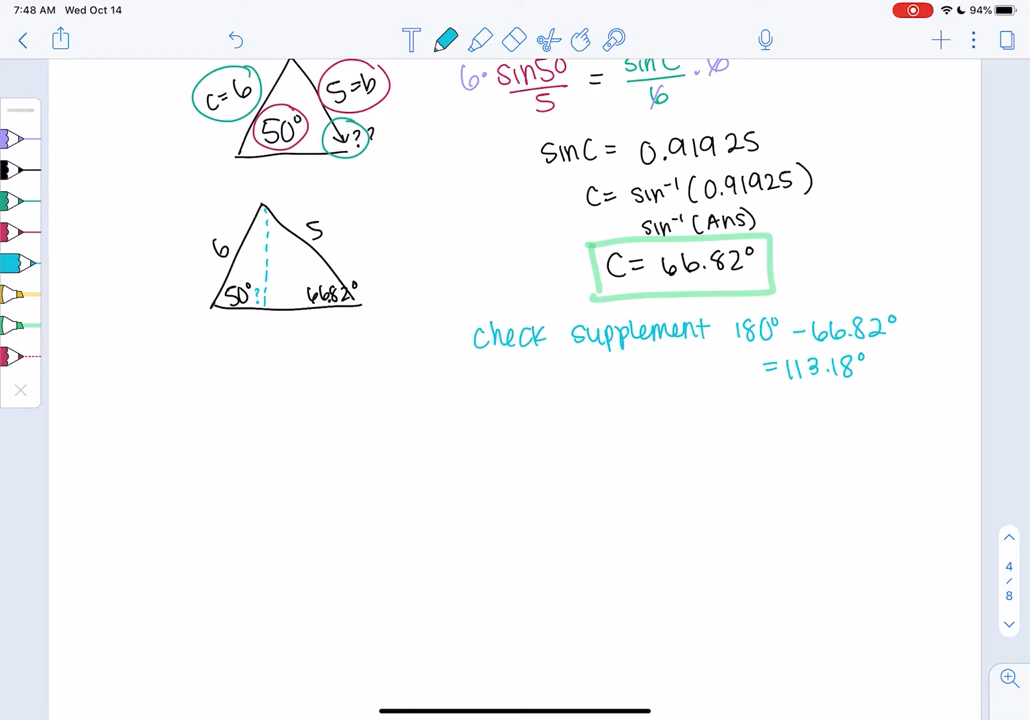 7:48 AM Wed Oct 14
94%
T
c=6
5=b
50°
??
6· sin50/5 = sinC/6 ·6
sinC = 0.91925
C= sin⁻¹(0.91925)
sin⁻¹(Ans)
C= 66.82°
6
5
50°
?
66.82°
check supplement 180° -66.82°
=113.18°
4
/
8